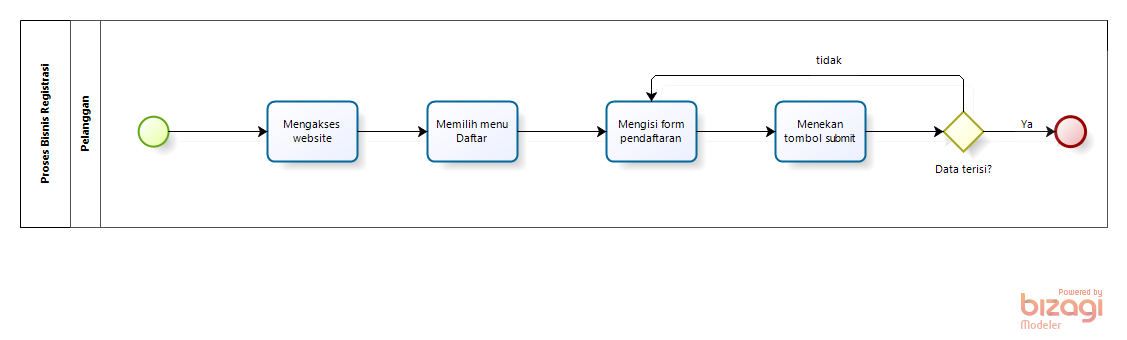 Proses Bisnis Registrasi
Pelanggan
Mengakses
website
Memilih menu
Daftar
Mengisi form
pendaftaran
Menekan
tombol submit
tidak
Data terisi?
Ya
Powered by
bizagi
Modeler